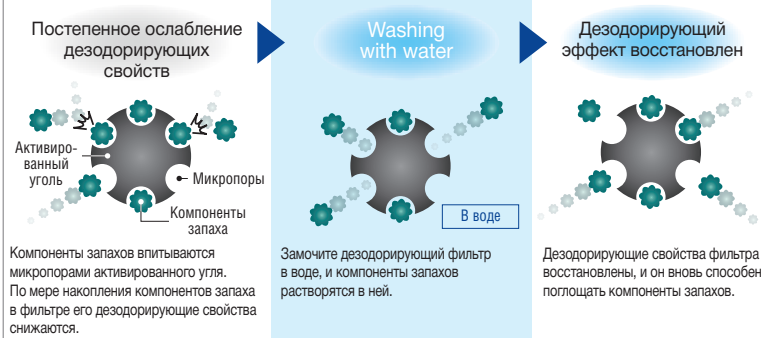 Постепенное ослабление
дезодорирующих
свойств
Активиро-
ванный
уголь
Микропоры
Компоненты
запаха
Компоненты запахов впитываются
микропорами активированного угля.
По мере накопления компонентов запаха
в фильтре его дезодорирующие свойства
снижаются.
Washing
with water
В воде
Замочите дезодорирующий фильтр
в воде, и компоненты запахов
растворятся в ней.
Дезодорирующий
эффект восстановлен
Дезодорирующие свойства фильтра
восстановлены, и он вновь способен
поглощать компоненты запахов.